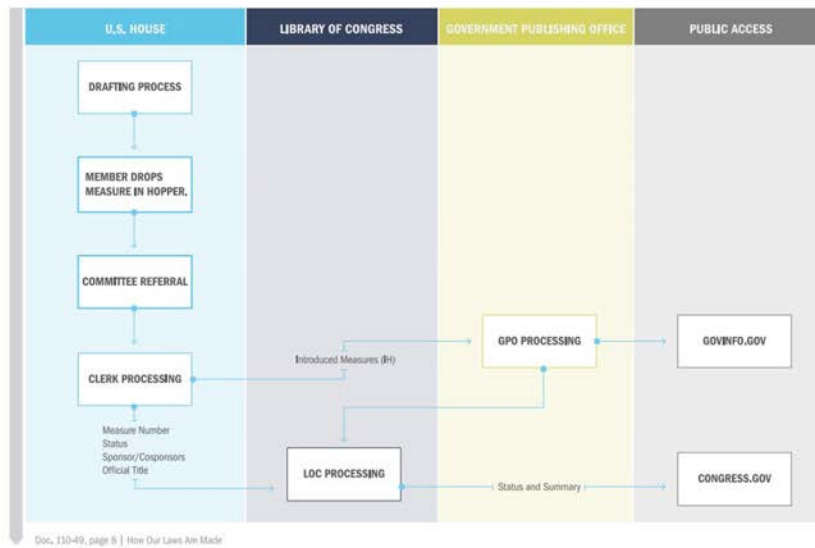 U.S. HOUSE
LIBRARY OF CONGRESS
GOVERNMENT PUBLISHING OFFICE
PUBLIC ACCESS
DRAFTING PROCESS
MEMBER DROPS
MEASURE IN HOPPER.
COMMITTEE REFERRAL
CLERK PROCESSING
Introduced Measures (IH)
GPO PROCESSING
GOVINFO.GOV
Measure Number
Status
Sponsor/Cosponsors
Official Title
LOC PROCESSING
Status and Summary
CONGRESS.GOV
Doc. 110-49, page 8 | How Our Laws Are Made